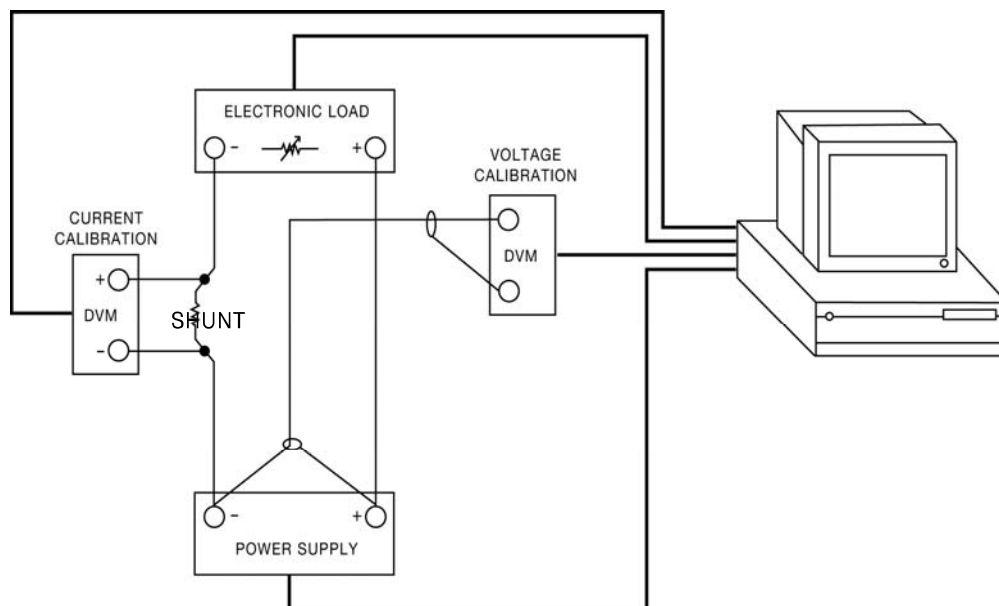 ELECTRONIC LOAD
- +
VOLTAGE
CALIBRATION
DVM
CURRENT
CALIBRATION
+
DVM
-
SHUNT
- +
POWER SUPPLY